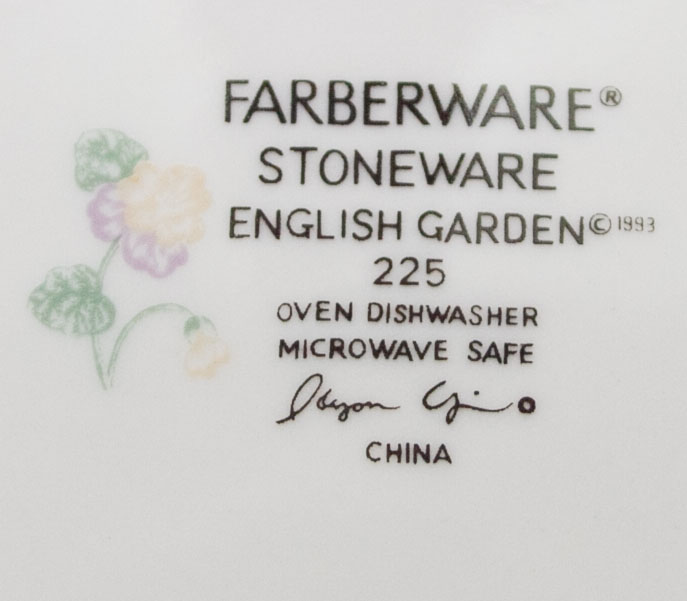 FARBERWARE®
STONEWARE
ENGLISH GARDEN© 1993
225
OVEN DISHWASHER
MICROWAVE SAFE
CHINA